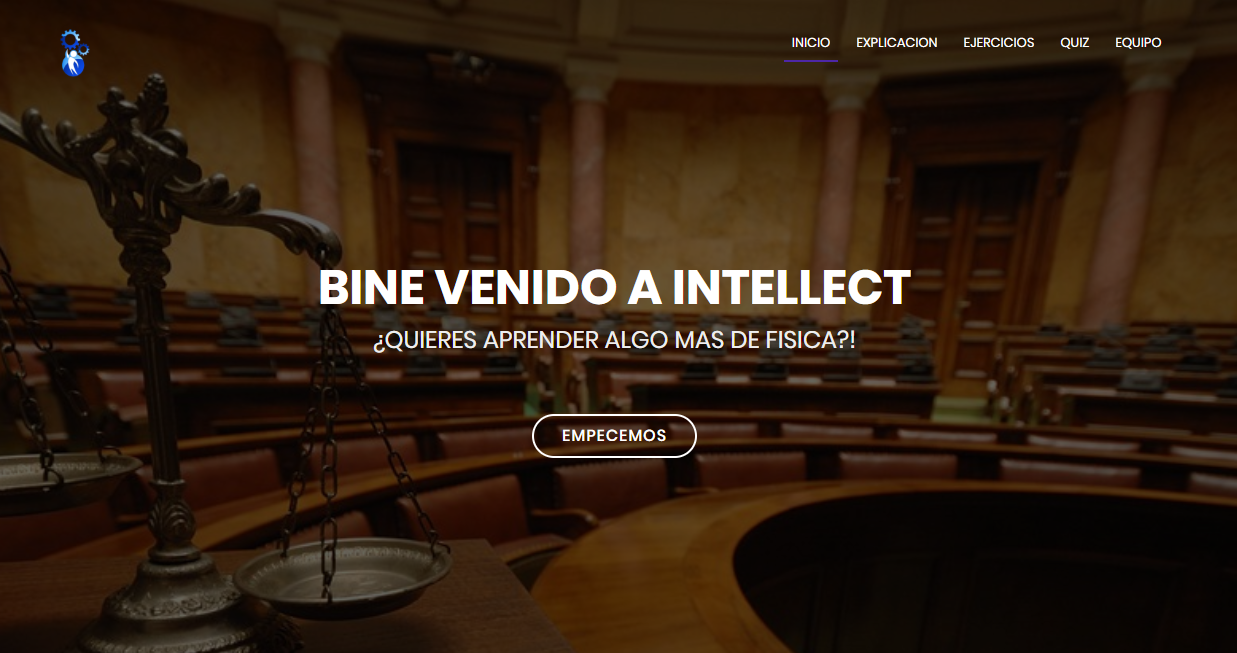 INICIO EXPLICACION EJERCICIOS QUIZ EQUIPO
BINE VENIDO A INTELLECT
¿QUIERES APRENDER ALGO MAS DE FISICA?!
EMPECEMOS